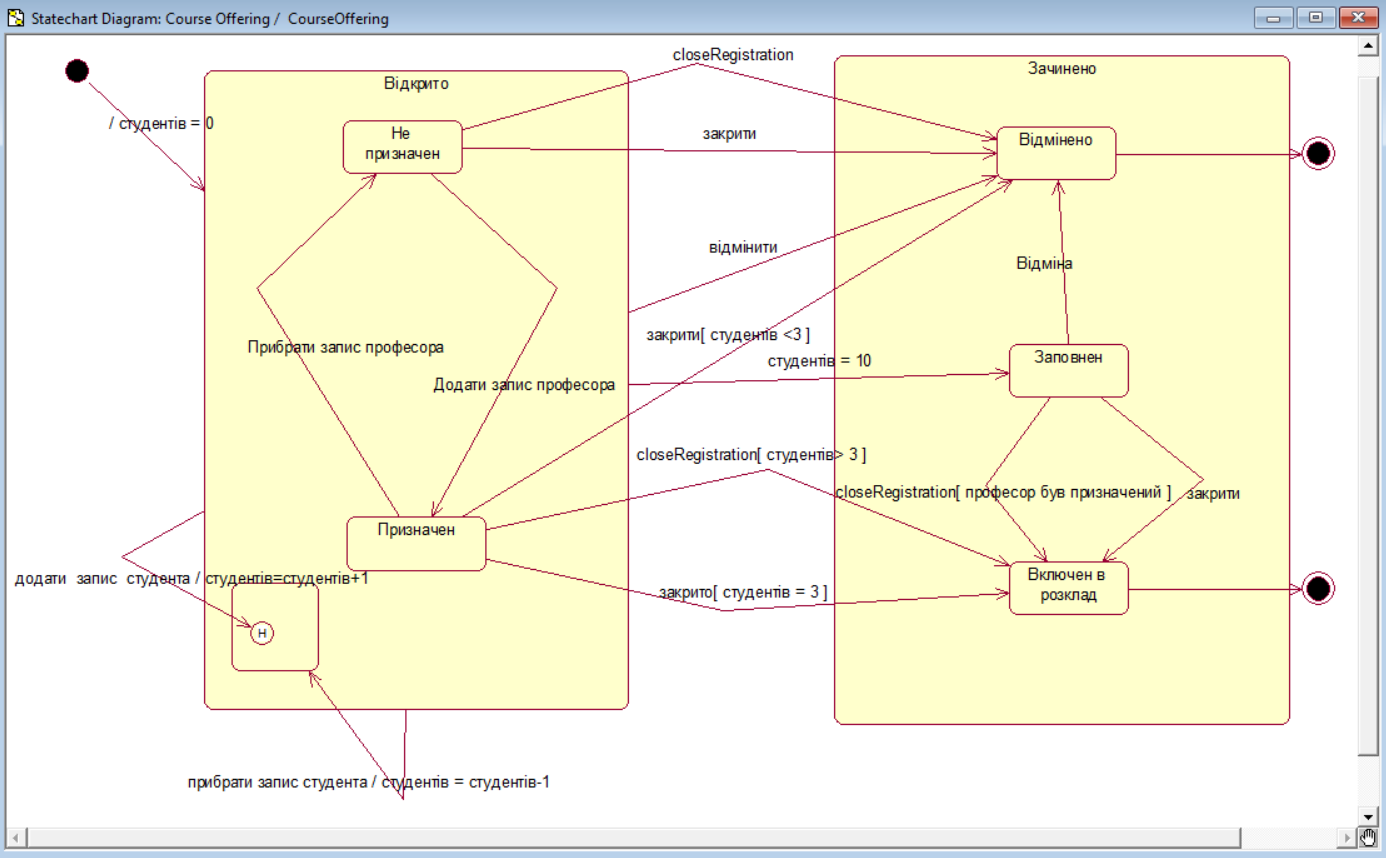 Statechart Diagram: Course Offering / CourseOffering
closeRegistration
Відкрито
Зачинено
/ студентів = 0
Не
призначен
закрити
Відмінено
відмінити
Відміна
закрити[ студентів <3 ]
Прибрати запис професора
студентів = 10
Заповнен
Додати запис професора
closeRegistration[ студентів> 3 ]
closeRegistration[ професор був призначений ]
закрити
Призначен
додати запис студента / студентів=студентів+1
Включен в
розклад
закрито[ студентів = 3 ]
H
прибрати запис студента / студентів = студентів-1